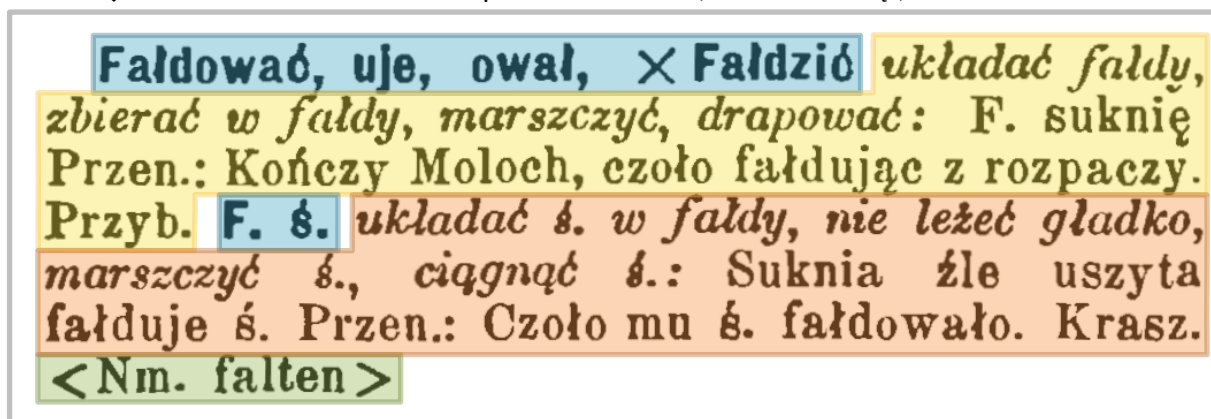 Fałdować, uje, ował, × Fałdzić układać fałdy,
zbierać w fałdy, marszczyć, drapować: F. suknię
Przen.: Kończy Moloch, czoło fałdując z rozpaczy.
Przyb. F. ś. układać ś. w fałdy, nie leżeć gładko,
marszczyć ś., ciągnąć ś.: Suknia źle uszyta
fałduje ś. Przen.: Czoło mu ś. fałdowało. Krasz.
<Nm. falten>